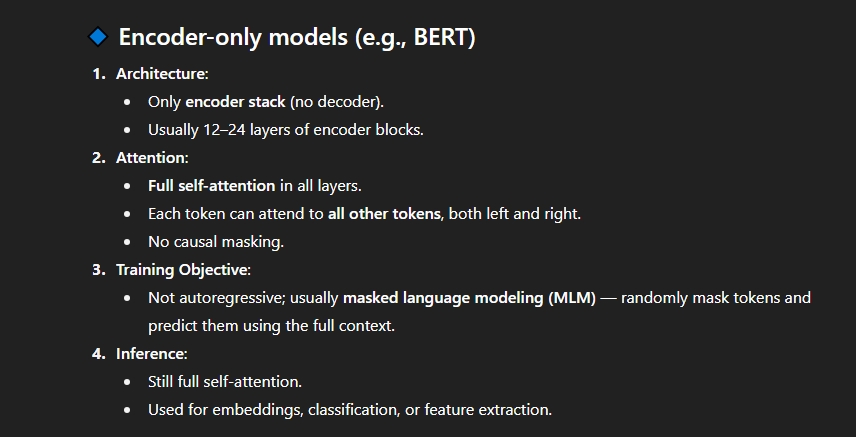 Encoder-only models (e.g., BERT)
1. Architecture:
• Only encoder stack (no decoder).
• Usually 12–24 layers of encoder blocks.
2. Attention:
• Full self-attention in all layers.
• Each token can attend to all other tokens, both left and right.
• No causal masking.
3. Training Objective:
• Not autoregressive; usually masked language modeling (MLM) — randomly mask tokens and
predict them using the full context.
4. Inference:
• Still full self-attention.
• Used for embeddings, classification, or feature extraction.